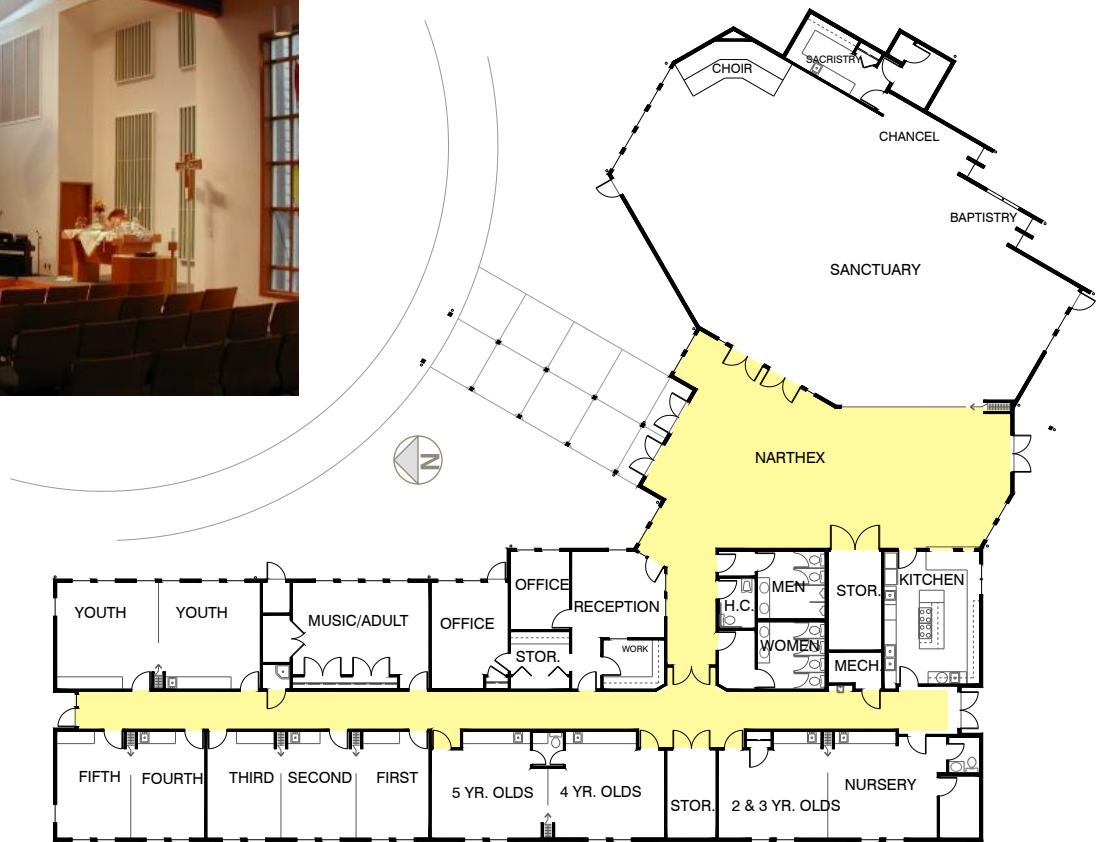 CHOIR
SACRISTRY
CHANCEL
BAPTISTRY
SANCTUARY
NARTHEX
N
YOUTH
YOUTH
MUSIC/ADULT
OFFICE
OFFICE
RECEPTION
STOR.
WORK
H.C.
MEN
WOMEN
STOR.
MECH.
KITCHEN
FIFTH
FOURTH
THIRD
SECOND
FIRST
5 YR. OLDS
4 YR. OLDS
STOR.
2 & 3 YR. OLDS
NURSERY